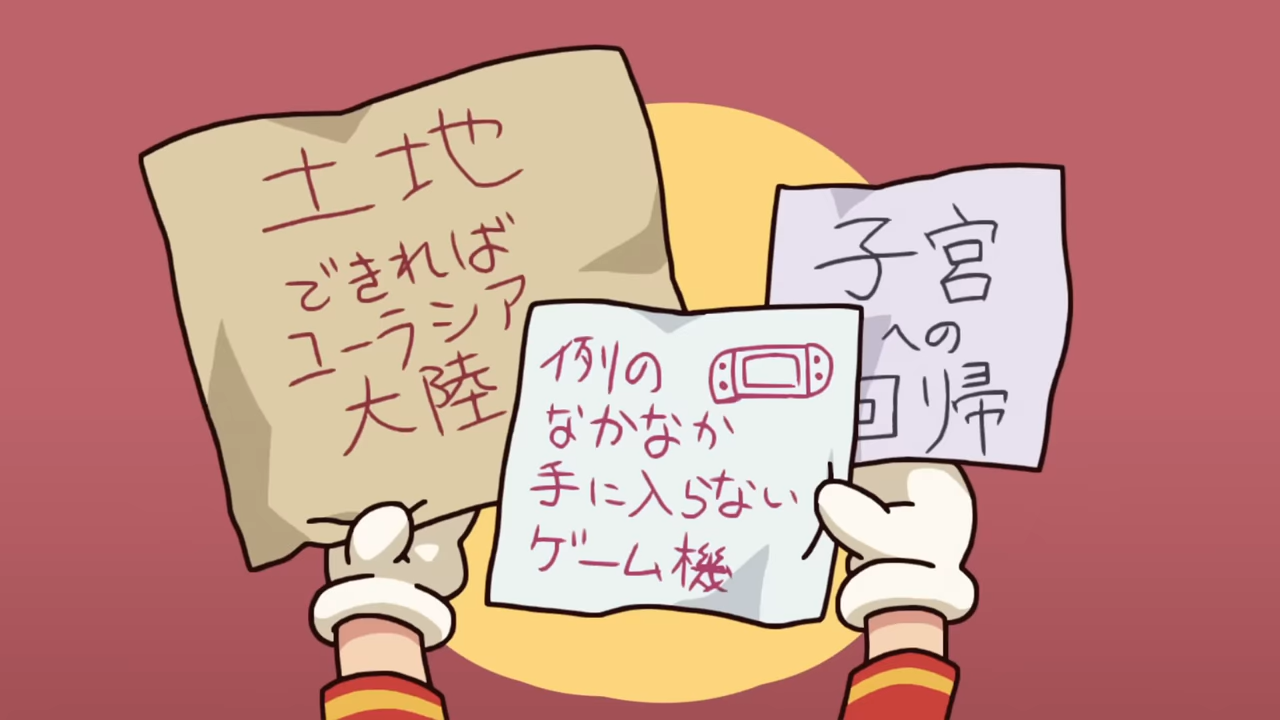 土地
できれば
ユーラシア
大陸
例の
なかなか
手に入らない
ゲーム機
子宮
への
回帰